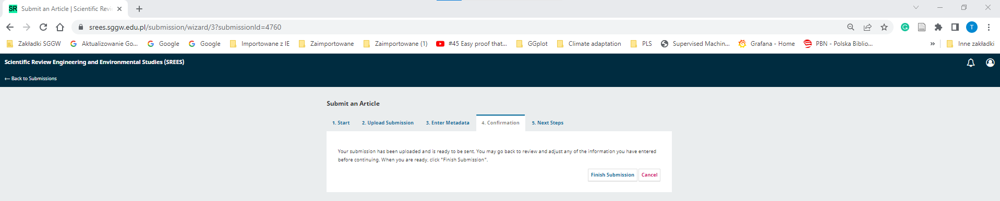 SR Submit an Article | Scientific Revi
srees.sggw.edu.pl/submission/wizard/3?submissionId=4760
T
Zakładki SGGW Aktualizowanie Go... Google Google Importowane z IE Zaimportowane Zaimportowane (1) #45 Easy proof that... GGplot Climate adaptation PLS Supervised Machin... Grafana - Home PBN - Polska Biblio... » Inne zakładki
Scientific Review Engineering and Environmental Studies (SREES)
← Back to Submissions
Submit an Article
1. Start 2. Upload Submission 3. Enter Metadata 4. Confirmation 5. Next Steps
Your submission has been uploaded and is ready to be sent. You may go back to review and adjust any of the information you have entered
before continuing. When you are ready, click "Finish Submission".
Finish Submission Cancel